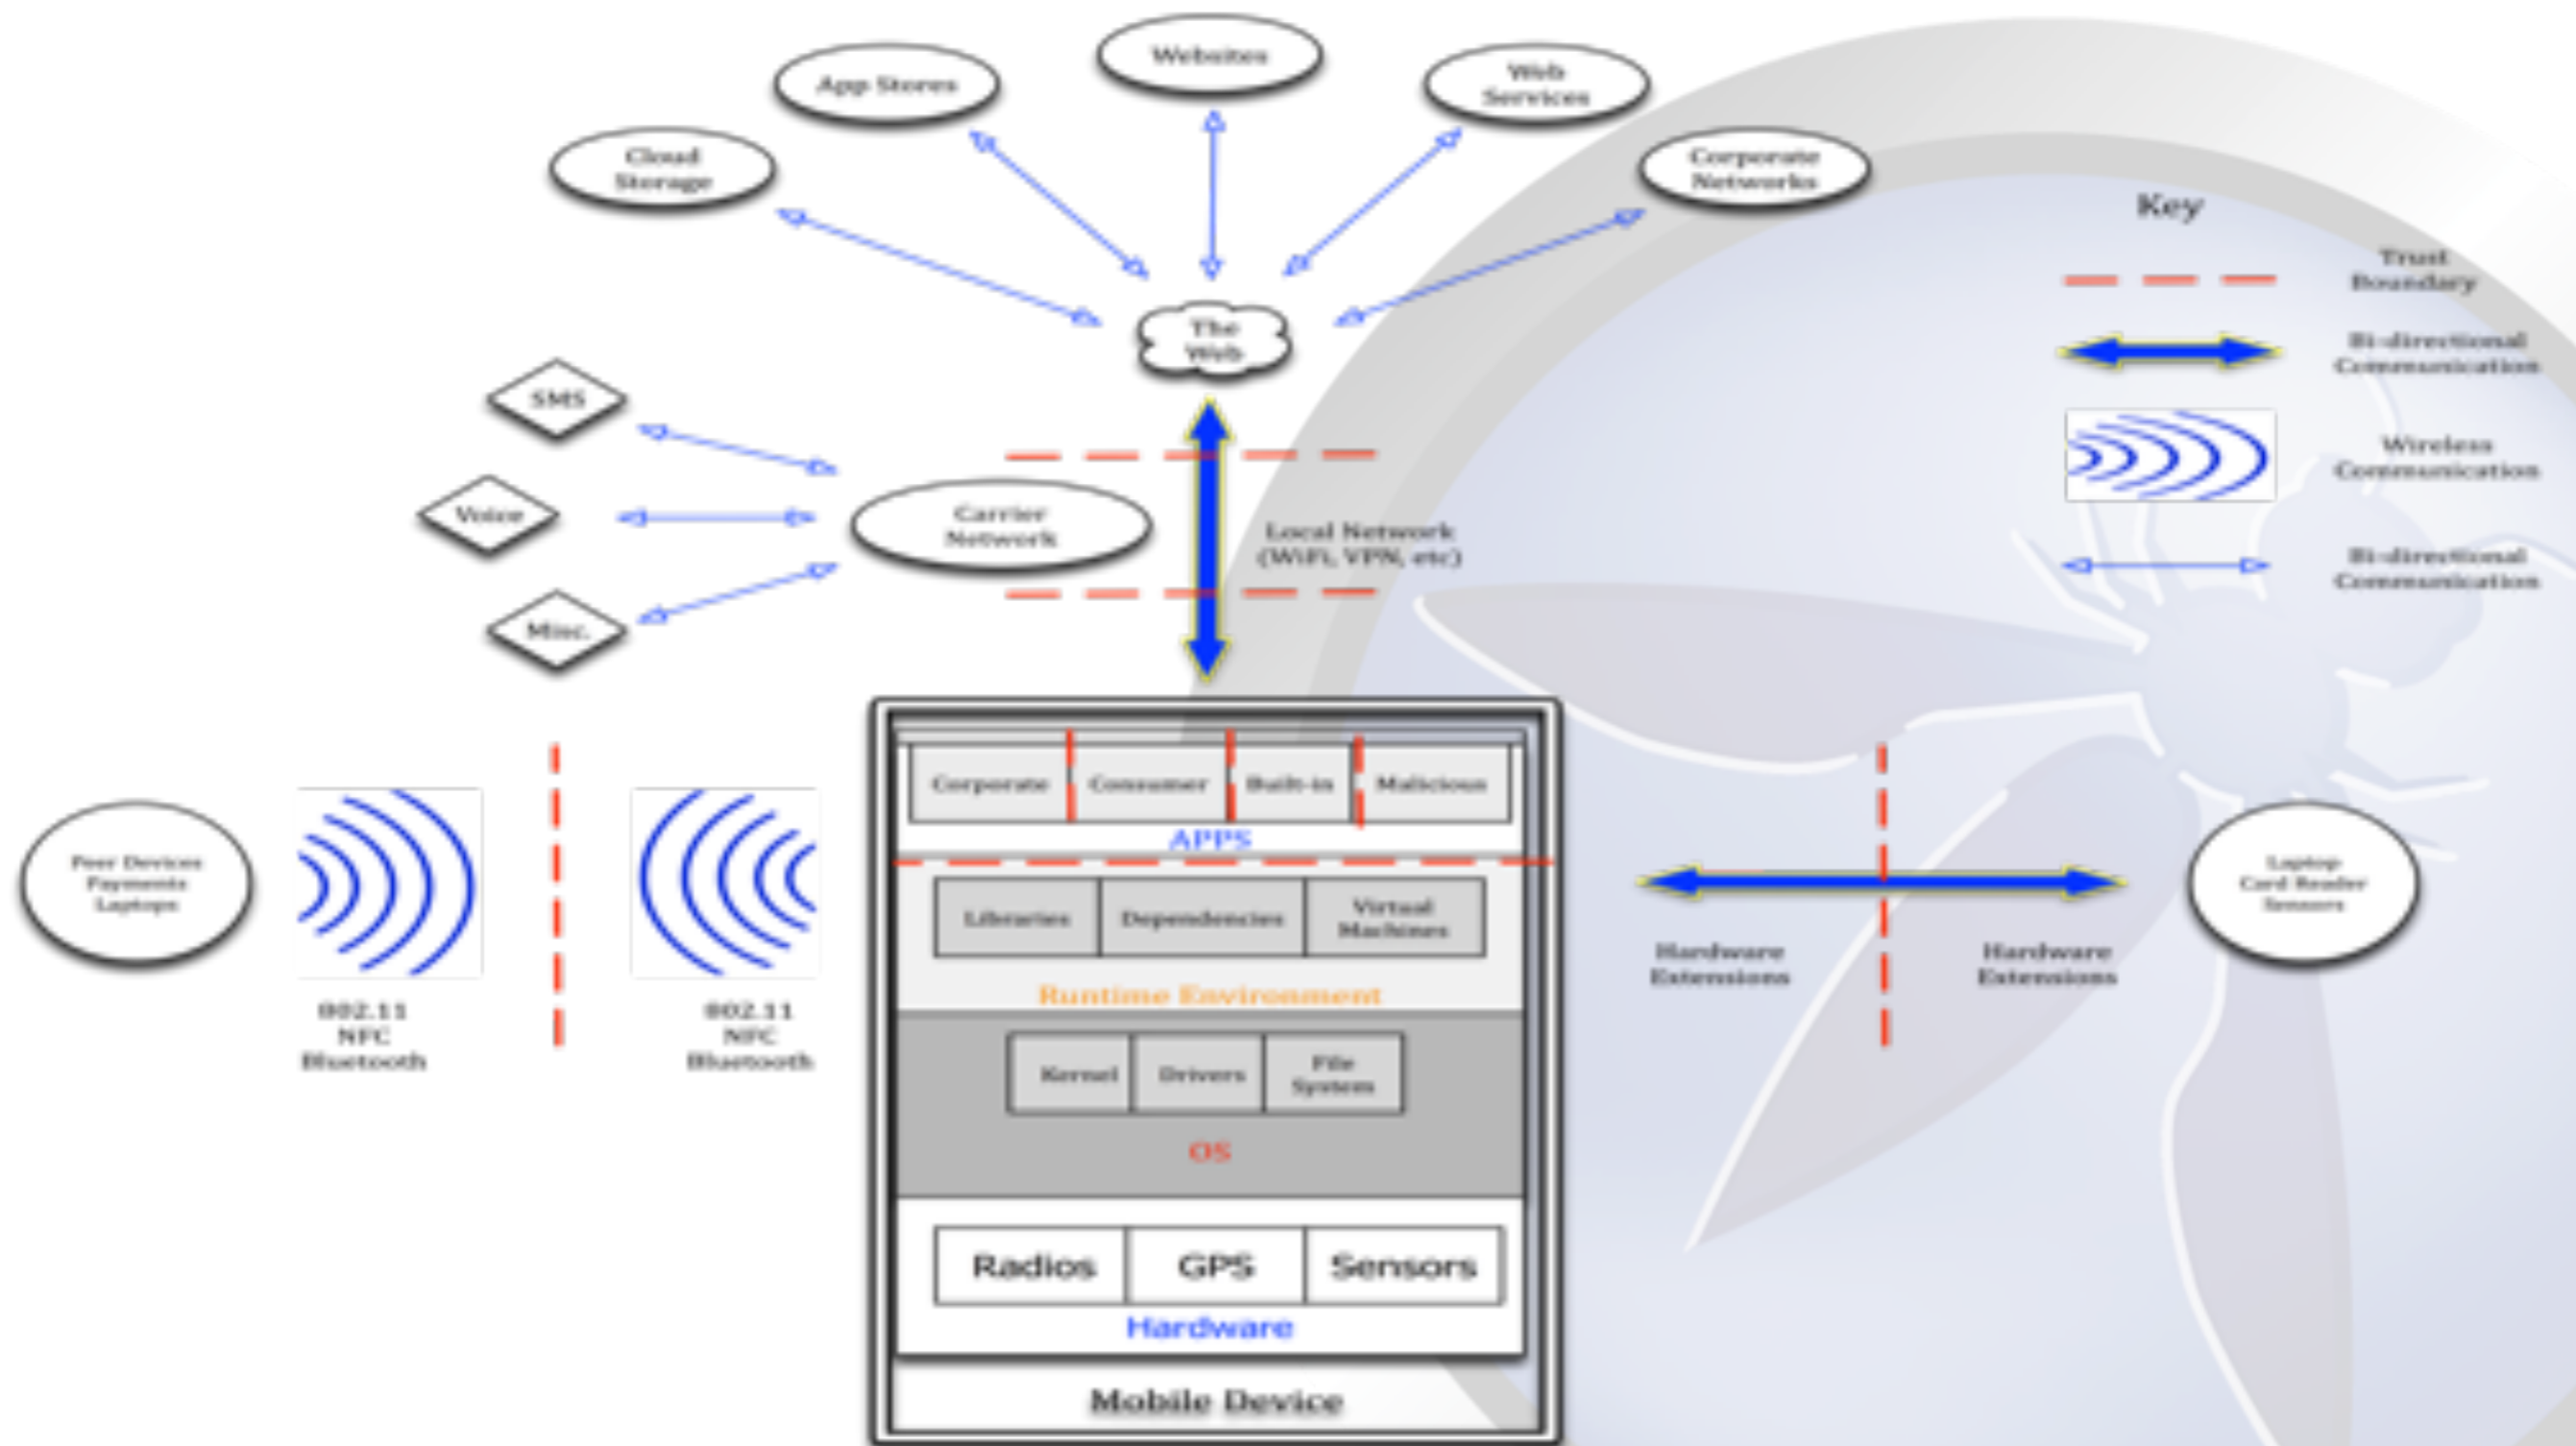 Websites
App Stores
Web
Services
Cloud
Storage
Corporate
Networks
Key
Trust
Boundary
The
Web
Bi-directional
Communication
SMS
Wireless
Communication
Voice
Carrier
Network
Local Network
(WiFi, VPN, etc)
Bi-directional
Communication
Misc.
Corporate
Consumer
Built-in
Malicious
APPS
Peer Devices
Payments
Laptops
802.11
NFC
Bluetooth
802.11
NFC
Bluetooth
Libraries
Dependencies
Virtual
Machines
Runtime Environment
Hardware
Extensions
Hardware
Extensions
Laptop
Card Reader
Sensors
Kernel
Drivers
File
System
OS
Radios
GPS
Sensors
Hardware
Mobile Device